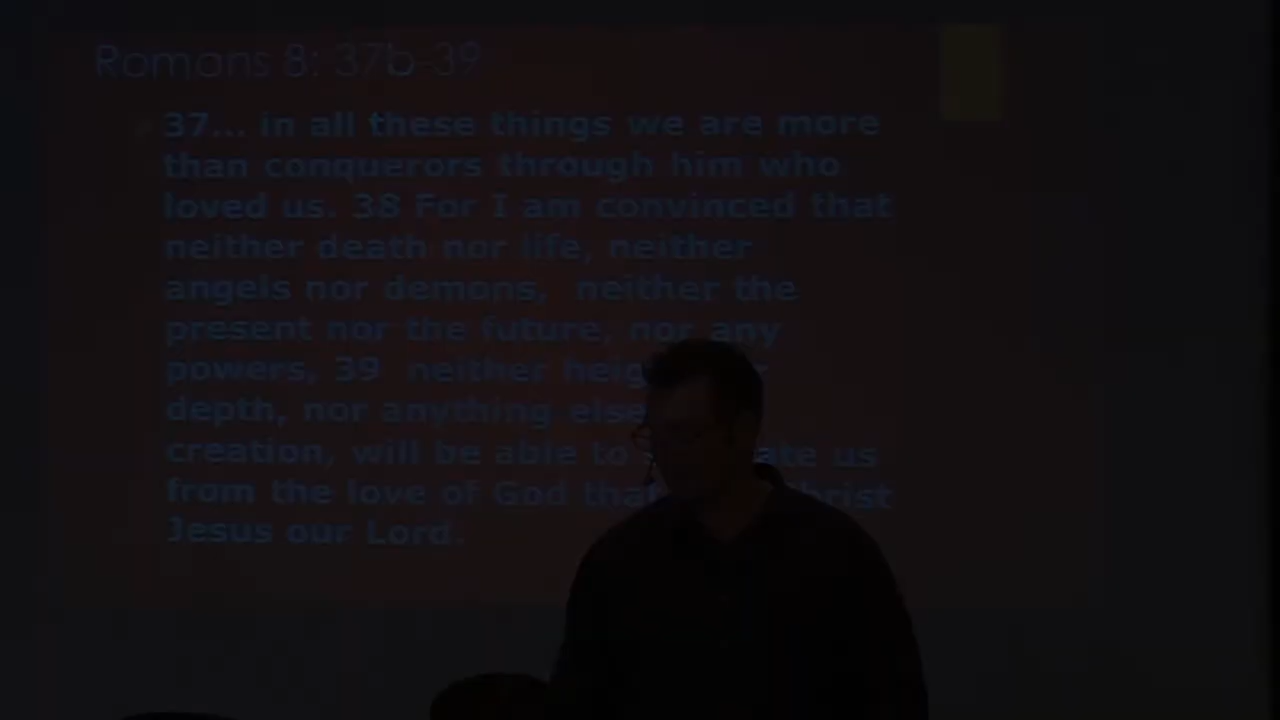 Romans 8: 37b-39
37... in all these things we are more
than conquerors through him who
loved us. 38 For I am convinced that
neither death nor life, neither
angels nor demons, neither the
present nor the future, nor any
powers, 39 neither
depth, nor anything else
creation, will be able to us
from the love of God
Jesus our Lord.